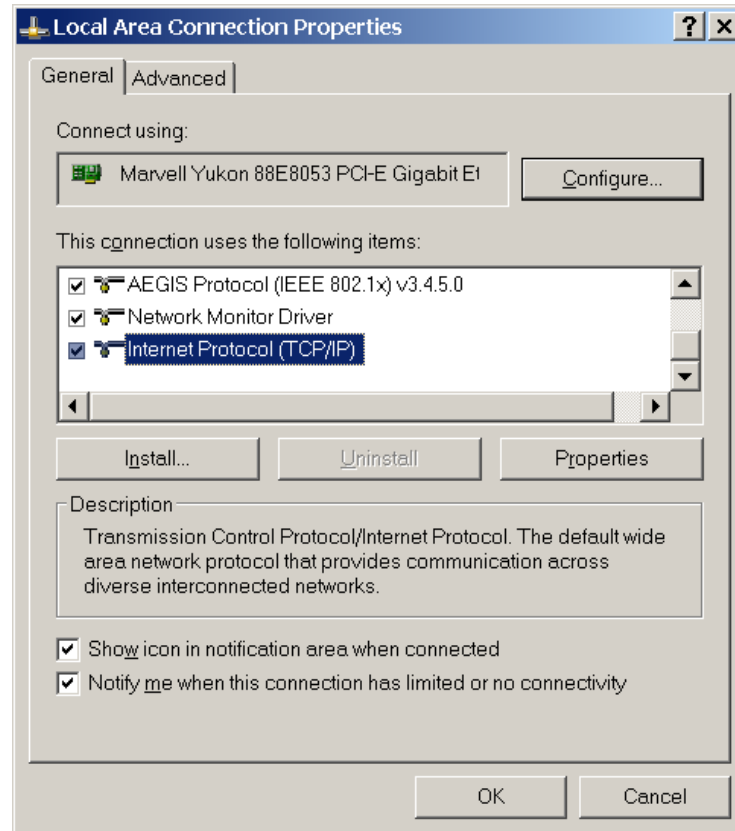 Local Area Connection Properties
General
Advanced
Connect using:
Marvell Yukon 88E8053 PCI-E Gigabit Et
Configure...
This connection uses the following items:
AEGIS Protocol (IEEE 802.1x) v3.4.5.0
Network Monitor Driver
Internet Protocol (TCP/IP)
Install...
Uninstall
Properties
Description
Transmission Control Protocol/Internet Protocol. The default wide
area network protocol that provides communication across
diverse interconnected networks.
Show icon in notification area when connected
Notify me when this connection has limited or no connectivity
OK
Cancel